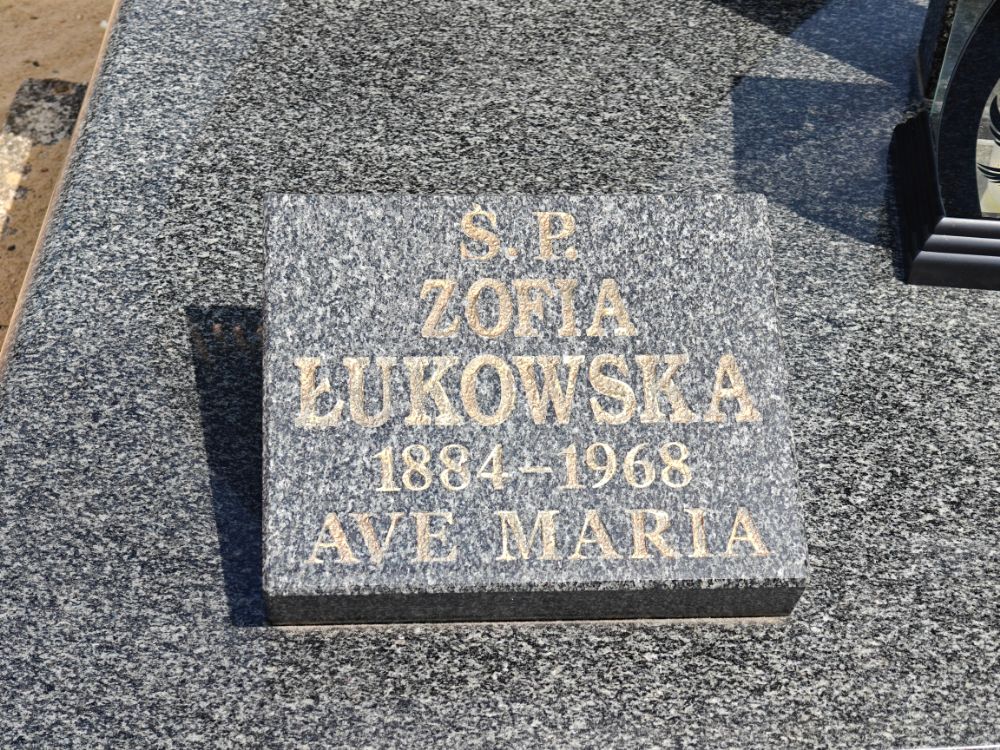 Ś. P.
ZOFIA
ŁUKOWSKA
1884-1968
AVE MARIA